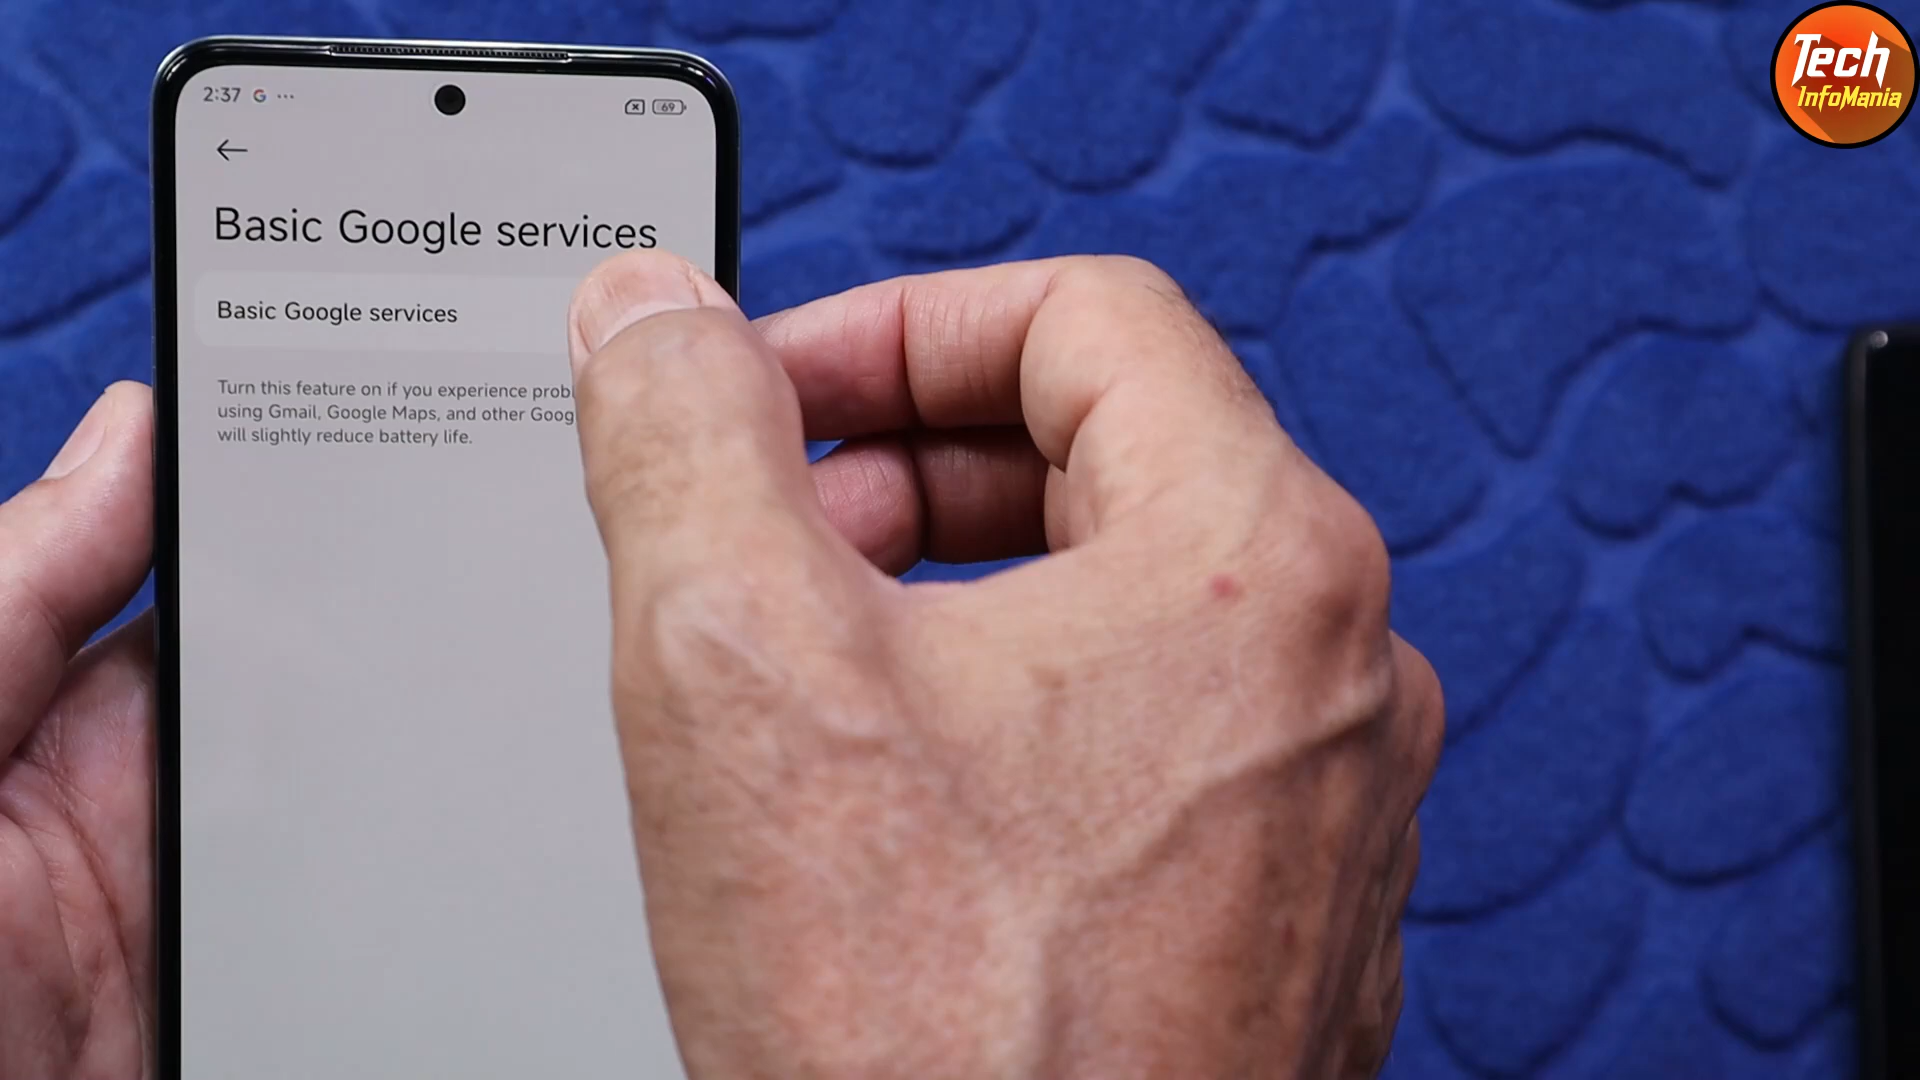 Tech
InfoMania
2:37 G ...
69
Basic Google services
Basic Google services
Turn this feature on if you experience
using Gmail, Google Maps, and other
will slightly reduce battery life.